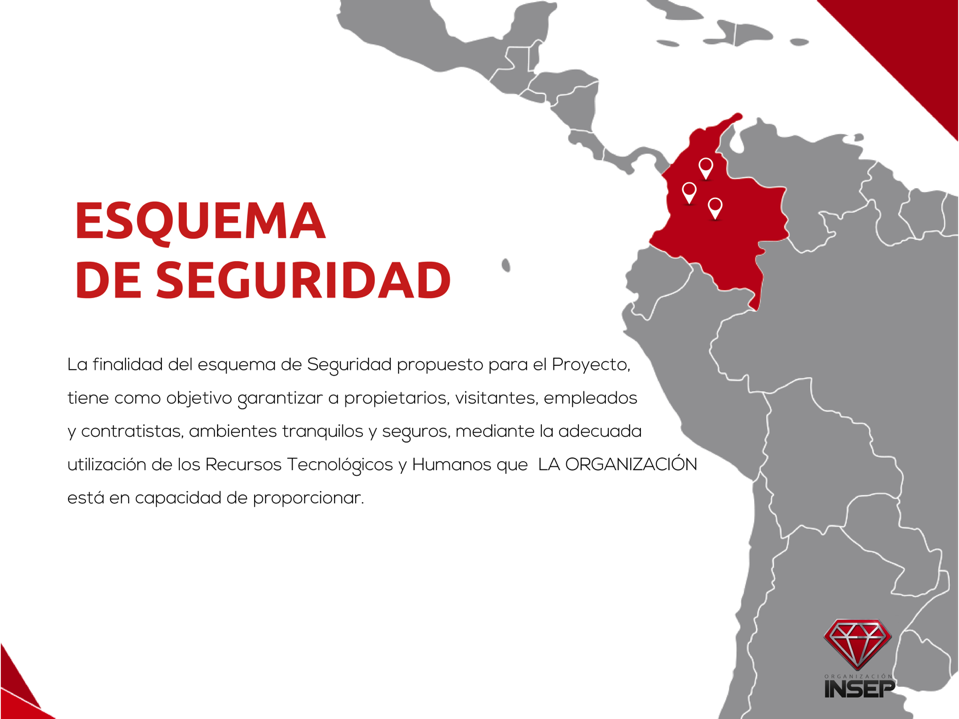 ESQUEMA
DE SEGURIDAD
La finalidad del esquema de Seguridad propuesto para el Proyecto,
tiene como objetivo garantizar a propietarios, visitantes, empleados
y contratistas, ambientes tranquilos y seguros, mediante la adecuada
utilización de los Recursos Tecnológicos y Humanos que  LA ORGANIZACIÓN
está en capacidad de proporcionar.
ORGANIZACIÓN
INSEP